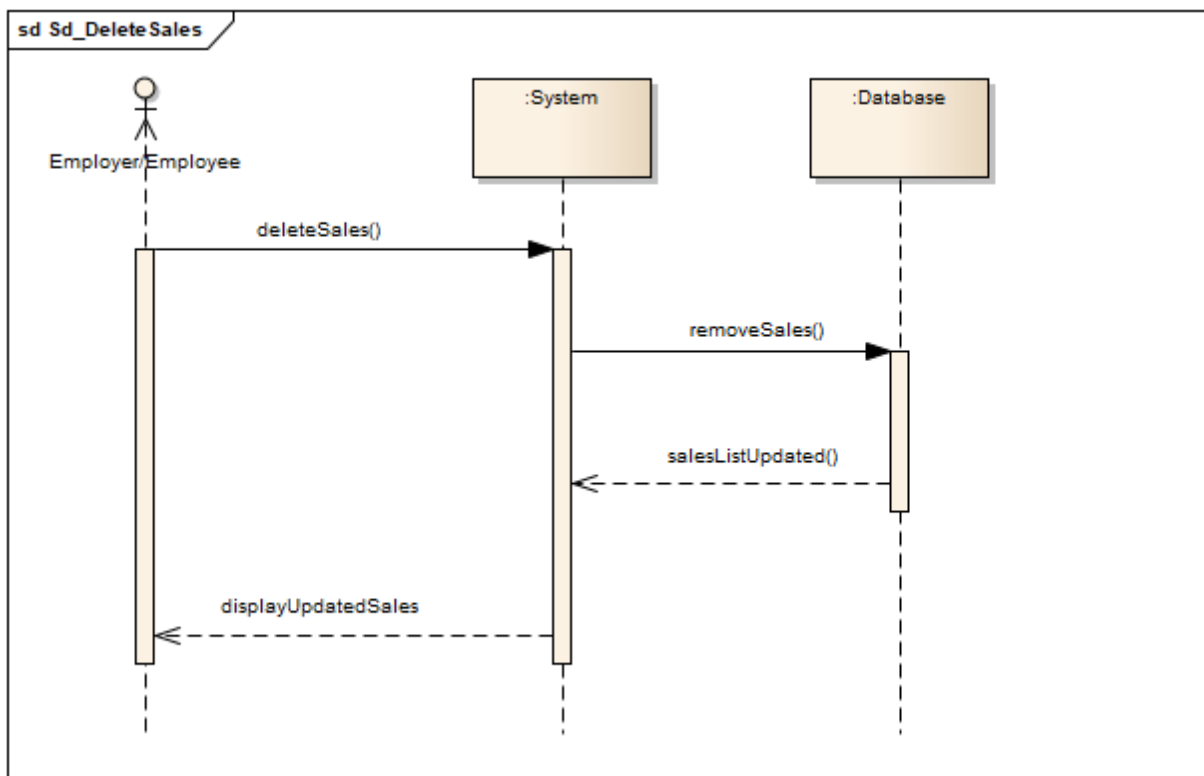 sd Sd_DeleteSales
:System
:Database
Employer/Employee
deleteSales()
removeSales()
salesListUpdated()
displayUpdatedSales